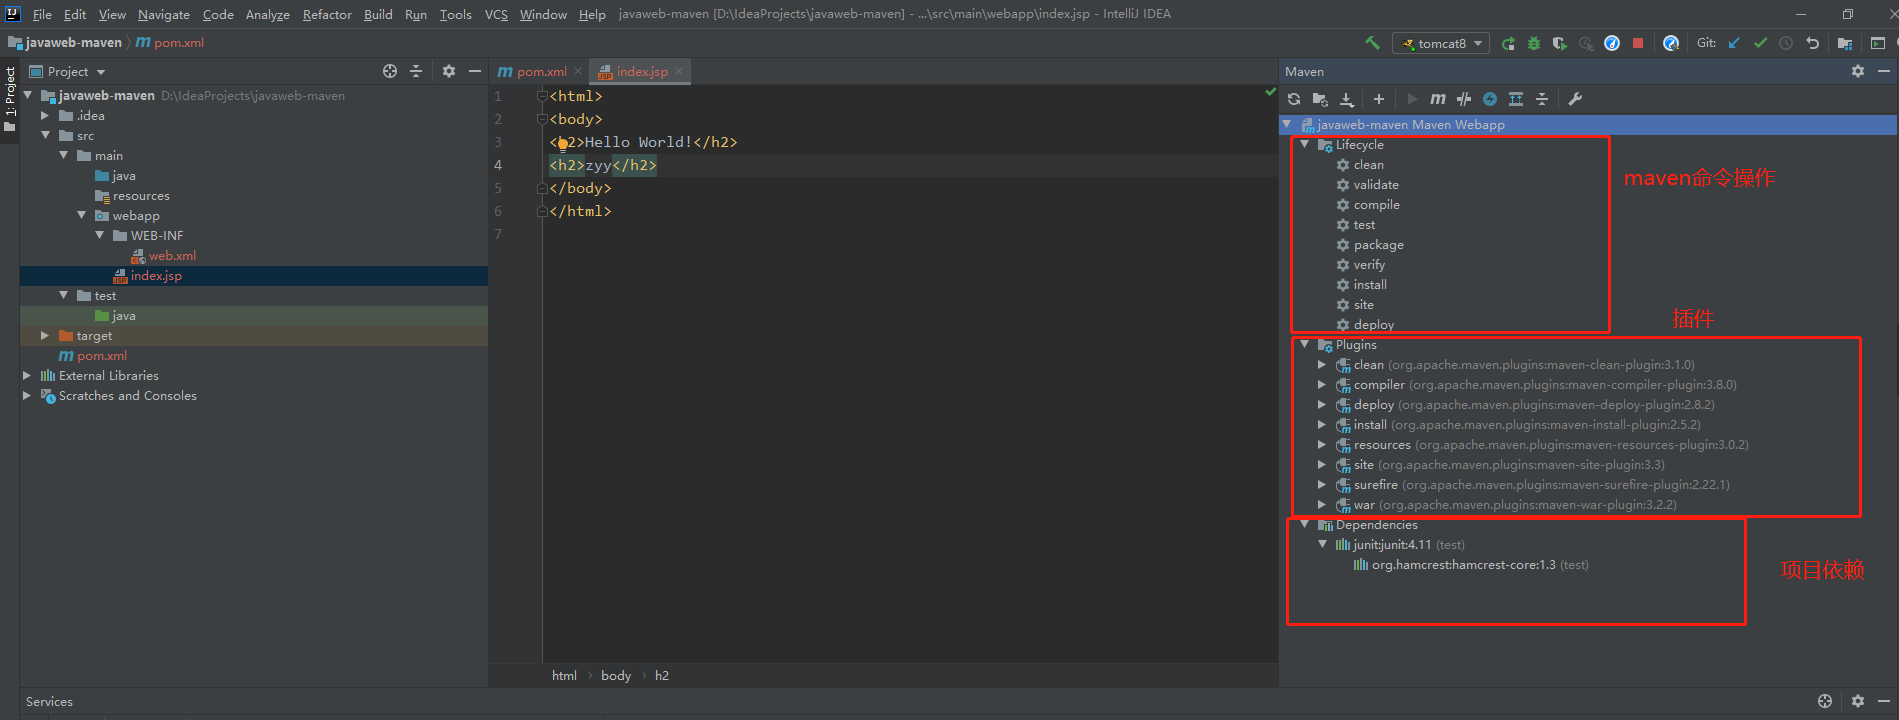 File Edit View Navigate Code Analyze Refactor Build Run Tools VCS Window Help javaweb-maven [D:\IdeaProjects\javaweb-maven] - ...\src\main\webapp\index.jsp - IntelliJ IDEA
javaweb-maven pom.xml tomcat8 Git:
1: Project
Project
javaweb-maven D:\IdeaProjects\javaweb-maven
.idea
src
main
java
resources
webapp
WEB-INF
web.xml
index.jsp
test
java
target
pom.xml
External Libraries
Scratches and Consoles
pom.xml index.jsp
1 <html>
2 <body>
3 <h2>Hello World!</h2>
4 <h2>zyy</h2>
5 </body>
6 </html>
7
html body h2
Maven
javaweb-maven Maven Webapp
Lifecycle
clean
validate
compile
test
package
verify
install
site
deploy
maven命令操作
插件
Plugins
clean (org.apache.maven.plugins:maven-clean-plugin:3.1.0)
compiler (org.apache.maven.plugins:maven-compiler-plugin:3.8.0)
deploy (org.apache.maven.plugins:maven-deploy-plugin:2.8.2)
install (org.apache.maven.plugins:maven-install-plugin:2.5.2)
resources (org.apache.maven.plugins:maven-resources-plugin:3.0.2)
site (org.apache.maven.plugins:maven-site-plugin:3.3)
surefire (org.apache.maven.plugins:maven-surefire-plugin:2.22.1)
war (org.apache.maven.plugins:maven-war-plugin:3.2.2)
Dependencies
junit:junit:4.11 (test)
org.hamcrest:hamcrest-core:1.3 (test)
项目依赖
Services